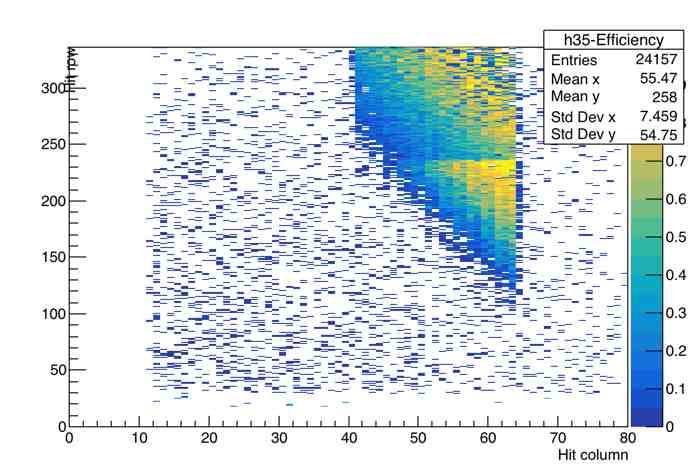 h35-Efficiency
Entries 24157
Mean x 55.47
Mean y 258
Std Dev x 7.459
Std Dev y 54.75
300
250
200
150
100
50
0
0 10 20 30 40 50 60 70 80
Hit column
0.7
0.6
0.5
0.4
0.3
0.2
0.1
0